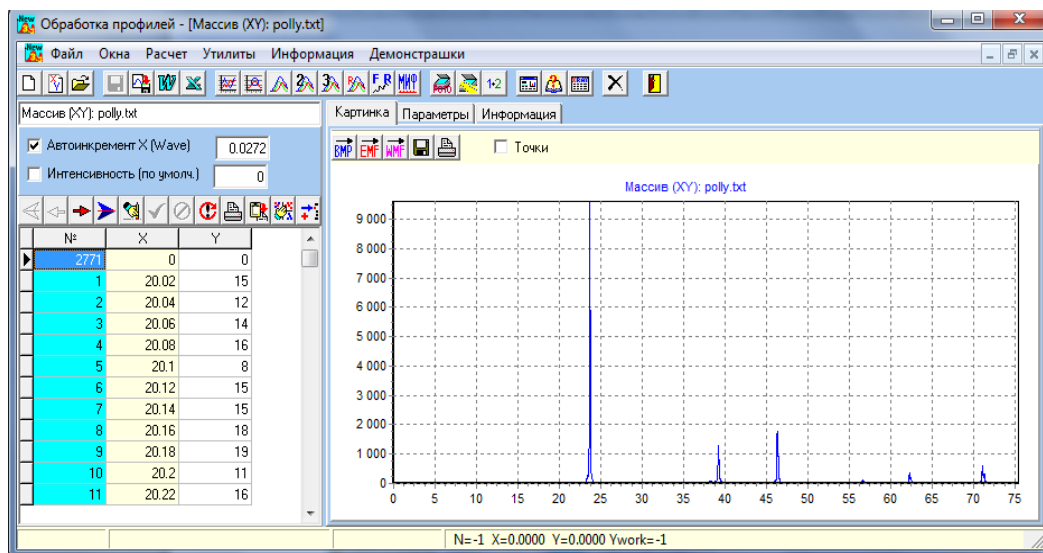 Обработка профилей - [Массив (XY): polly.txt]
Файл Окна Расчет Утилиты Информация Демонстрашки
Массив (XY): polly.txt
Автоинкремент X (Wave) 0.0272
Интенсивность (по умолч.) 0
№ X Y
2771 0 0
1 20.02 15
2 20.04 12
3 20.06 14
4 20.08 16
5 20.1 8
6 20.12 15
7 20.14 15
8 20.16 18
9 20.18 19
10 20.2 11
11 20.22 16
Картинка Параметры Информация
BMP EMF WMF Точки
Массив (XY): polly.txt
9 000
8 000
7 000
6 000
5 000
4 000
3 000
2 000
1 000
0
0 5 10 15 20 25 30 35 40 45 50 55 60 65 70 75
N=-1 X=0.0000 Y=0.0000 Ywork=-1